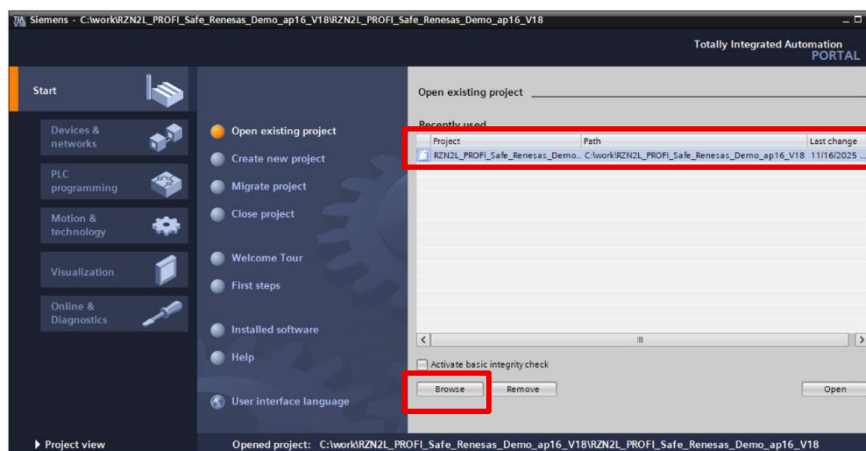 Siemens - C:\work\RZN2L_PROFI_Safe_Renesas_Demo_ap16_V18\RZN2L_PROFI_Safe_Renesas_Demo_ap16_V18
Totally Integrated Automation
PORTAL
Start
Devices &
networks
PLC
programming
Motion &
technology
Visualization
Online &
Diagnostics
Open existing project
Create new project
Migrate project
Close project
Welcome Tour
First steps
Installed software
Help
User interface language
Open existing project
Recently used
Project Path Last change
RZN2L_PROFI_Safe_Renesas_Demo.. C:\work\RZN2L_PROFI_Safe_Renesas_Demo_ap16_V18 11/16/2025 ...
Activate basic integrity check
Browse Remove Open
Project view
Opened project: C:\work\RZN2L_PROFI_Safe_Renesas_Demo_ap16_V18\RZN2L_PROFI_Safe_Renesas_Demo_ap16_V18